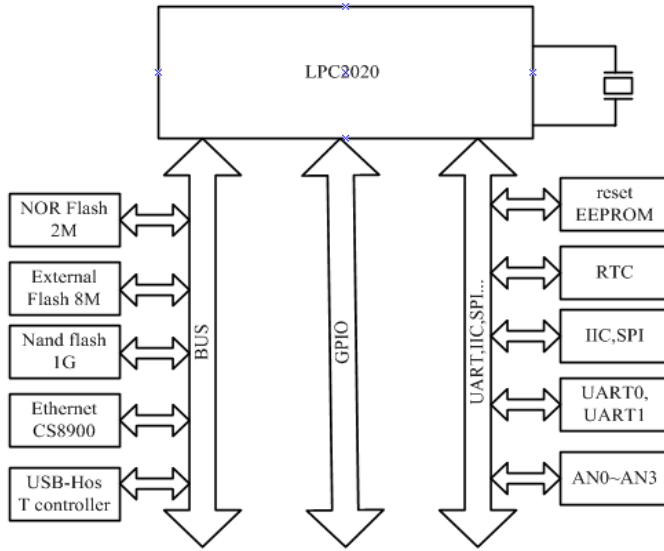 LPC2020
NOR Flash
2M
External
Flash 8M
Nand flash
1G
Ethernet
CS8900
USB-Hos
T controller
BUS
GPIO
UART,IIC,SPI...
reset
EEPROM
RTC
IIC,SPI
UART0,
UART1
AN0~AN3